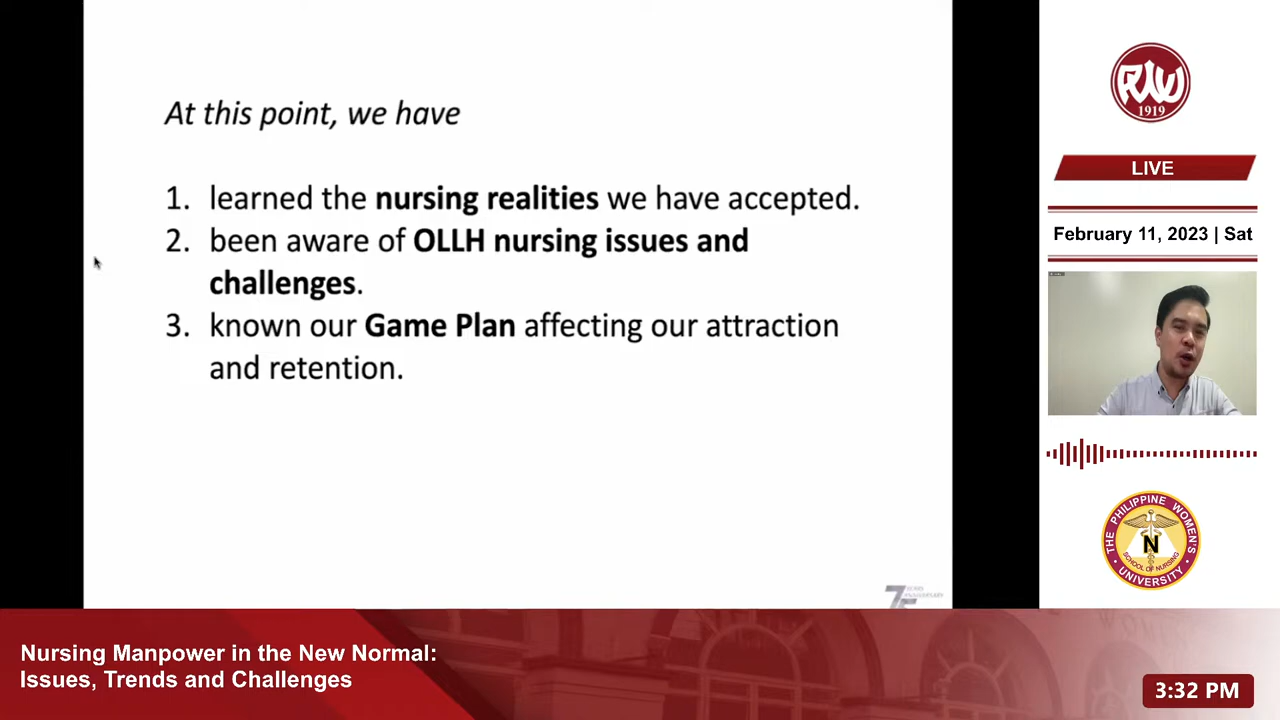 At this point, we have
1. learned the nursing realities we have accepted.
2. been aware of OLLH nursing issues and
challenges.
3. known our Game Plan affecting our attraction
and retention.
PWU
1919
LIVE
February 11, 2023 | Sat
THE PHILIPPINE WOMEN'S
N
SCHOOL OF NURSING
UNIVERSITY
Nursing Manpower in the New Normal:
Issues, Trends and Challenges
3:32 PM